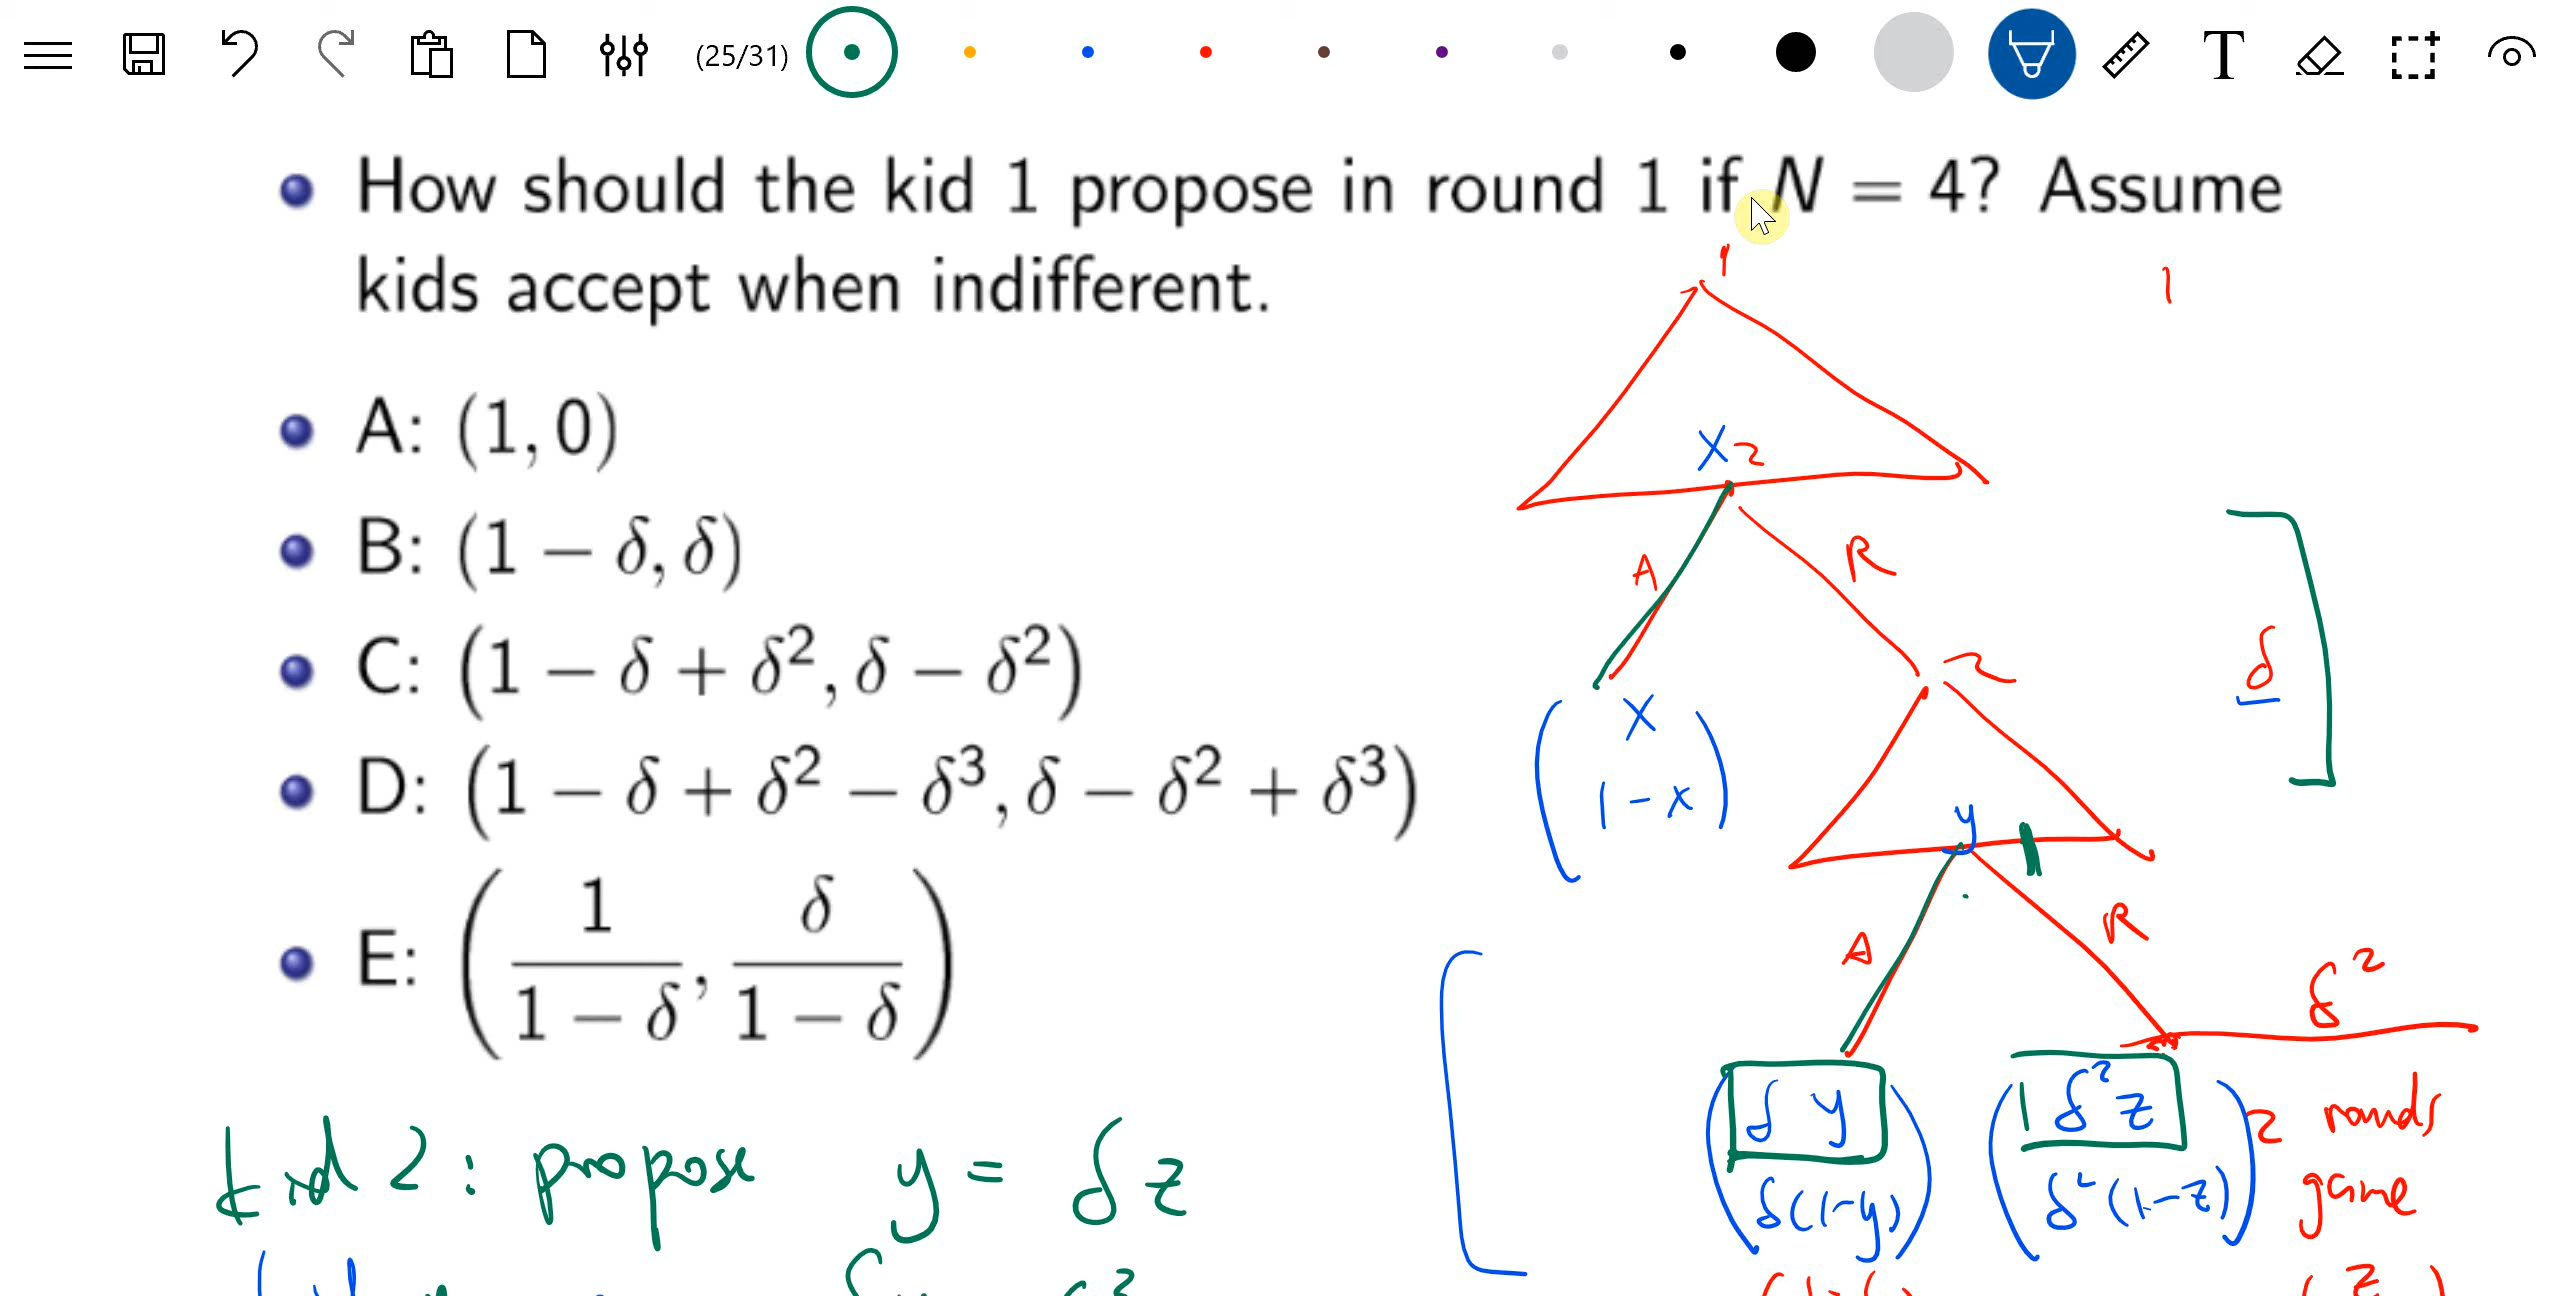 (25/31)
T
How should the kid 1 propose in round 1 if N = 4? Assume
kids accept when indifferent.
A: (1, 0)
B: (1 − δ, δ)
C: (1 − δ + δ², δ − δ²)
D: (1 − δ + δ² − δ³, δ − δ² + δ³)
E: (1/(1 − δ), δ/(1 − δ))
1
1
X 2
A
R
2
δ
( X
1 − x )
y
A
R
δ²
( δ y
δ(1−y) )
( δ² z
δ²(1−z) )
2 rounds
game
kid 2: propose y = δ z